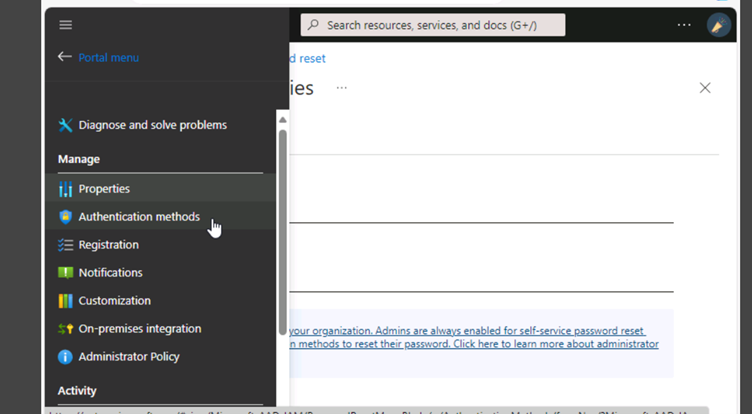 Search resources, services, and docs (G+/)
Portal menu
d reset
ies
Diagnose and solve problems
Manage
Properties
Authentication methods
Registration
Notifications
Customization
On-premises integration
your organization. Admins are always enabled for self-service password reset
n methods to reset their password. Click here to learn more about administrator
Administrator Policy
Activity